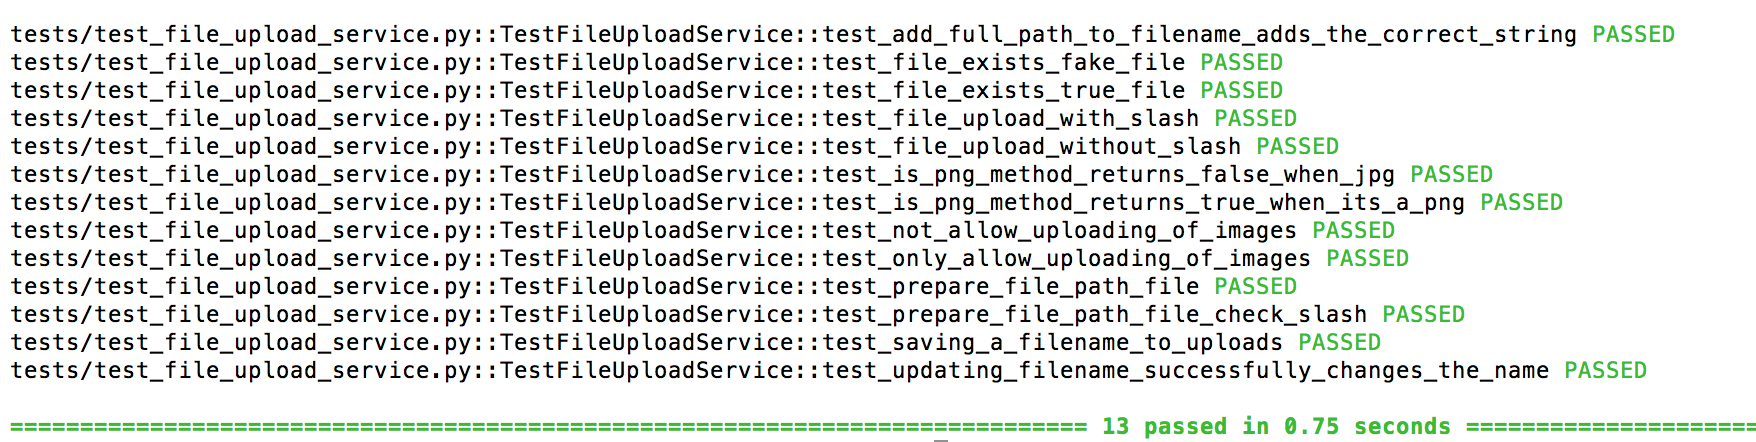 tests/test_file_upload_service.py::TestFileUploadService::test_add_full_path_to_filename_adds_the_correct_string PASSED
tests/test_file_upload_service.py::TestFileUploadService::test_file_exists_fake_file PASSED
tests/test_file_upload_service.py::TestFileUploadService::test_file_exists_true_file PASSED
tests/test_file_upload_service.py::TestFileUploadService::test_file_upload_with_slash PASSED
tests/test_file_upload_service.py::TestFileUploadService::test_file_upload_without_slash PASSED
tests/test_file_upload_service.py::TestFileUploadService::test_is_png_method_returns_false_when_jpg PASSED
tests/test_file_upload_service.py::TestFileUploadService::test_is_png_method_returns_true_when_its_a_png PASSED
tests/test_file_upload_service.py::TestFileUploadService::test_not_allow_uploading_of_images PASSED
tests/test_file_upload_service.py::TestFileUploadService::test_only_allow_uploading_of_images PASSED
tests/test_file_upload_service.py::TestFileUploadService::test_prepare_file_path_file PASSED
tests/test_file_upload_service.py::TestFileUploadService::test_prepare_file_path_file_check_slash PASSED
tests/test_file_upload_service.py::TestFileUploadService::test_saving_a_filename_to_uploads PASSED
tests/test_file_upload_service.py::TestFileUploadService::test_updating_filename_successfully_changes_the_name PASSED
============================================================================= 13 passed in 0.75 seconds =====================